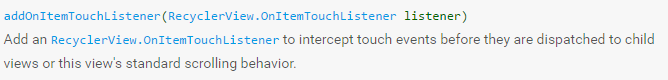 addOnItemTouchListener(RecyclerView.OnItemTouchListener listener)
Add an RecyclerView.OnItemTouchListener to intercept touch events before they are dispatched to child
views or this view's standard scrolling behavior.